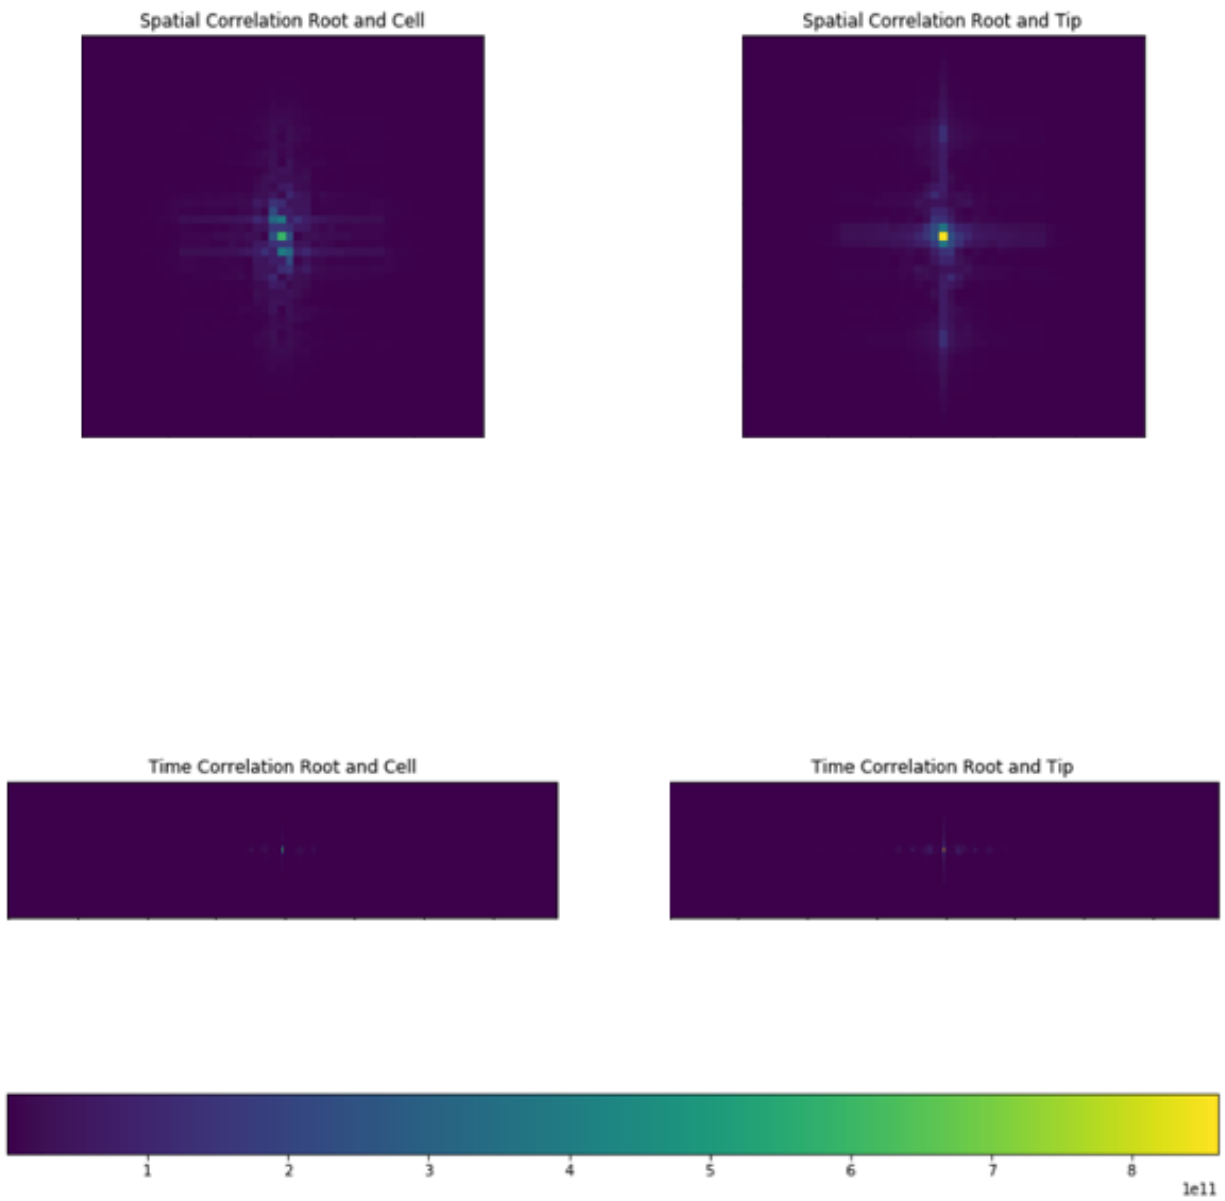 Spatial Correlation Root and Cell
Spatial Correlation Root and Tip
Time Correlation Root and Cell
Time Correlation Root and Tip
1 2 3 4 5 6 7 8
1e11